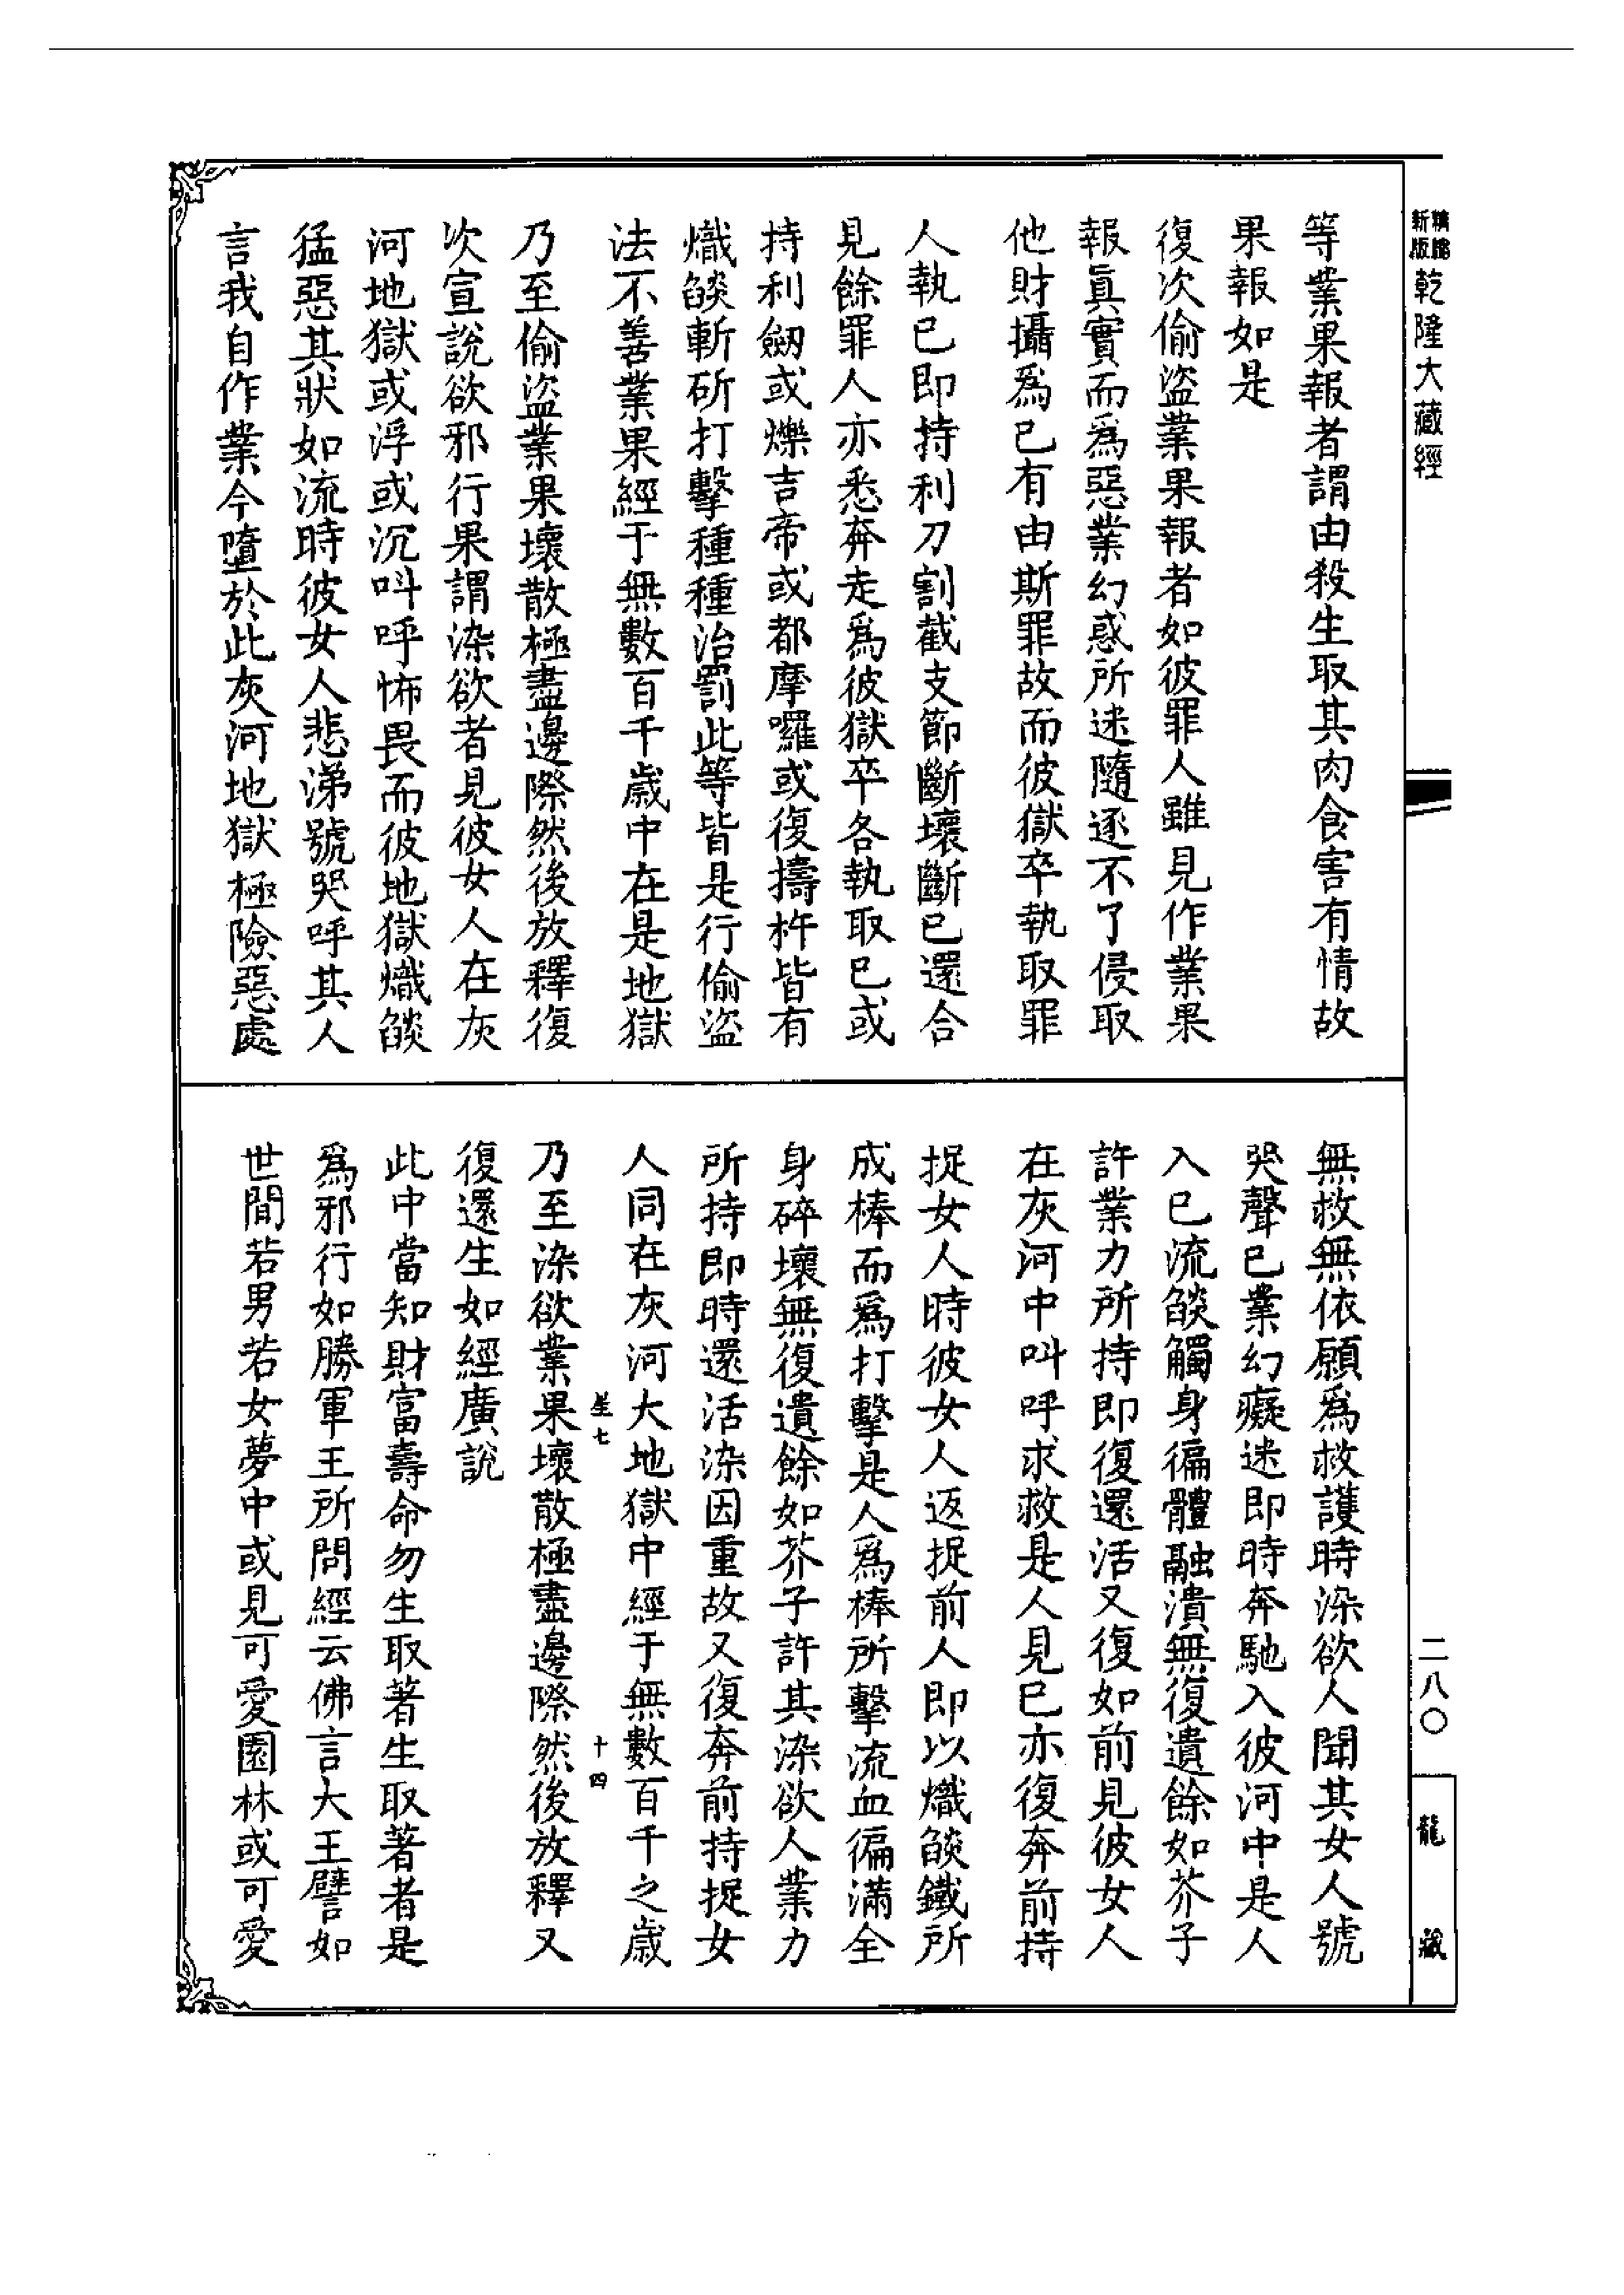 新版精縮乾隆大藏經
等業果報者謂由殺生取其肉食害有情故
果報如是
復次偷盜業果報者如彼罪人雖見作業果
報眞實而爲惡業幻惑所迷隨逐不了侵取
他財攝爲已有由斯罪故而彼獄卒執取罪
人執已即持利刀割截支節斷壞斷已還合
見餘罪人亦悉奔走爲彼獄卒各執取已或
持利劒或爍吉帝或都摩囉或復擣杵皆有
熾燄斬斫打擊種種治罰此等皆是行偷盜
法不善業果經于無數百千歲中在是地獄
乃至偷盜業果壞散極盡邊際然後放釋復
次宣說欲邪行果謂染欲者見彼女人在灰
河地獄或浮或沉呌呼怖畏而彼地獄熾燄
猛惡其狀如流時彼女人悲涕號哭呼其人
言我自作業今墮於此灰河地獄極險惡處
無救無依願爲救護時染欲人聞其女人號
哭聲已業幻癡迷即時奔馳入彼河中是人
入已流燄觸身徧體融潰無復遺餘如芥子
許業力所持即復還活又復如前見彼女人
在灰河中呌呼求救是人見已亦復奔前持
捉女人時彼女人返捉前人即以熾燄鐵所
成棒而爲打擊是人爲棒所擊流血徧滿全
身碎壞無復遺餘如芥子許其染欲人業力
所持即時還活染因重故又復奔前持捉女
人同在灰河大地獄中經于無數百千之歲
星七
十四
乃至染欲業果壞散極盡邊際然後放釋又
復還生如經廣說
此中當知財富壽命勿生取著生取著者是
爲邪行如勝軍王所問經云佛言大王譬如
世間若男若女夢中或見可愛園林或可愛
二八〇
龍藏